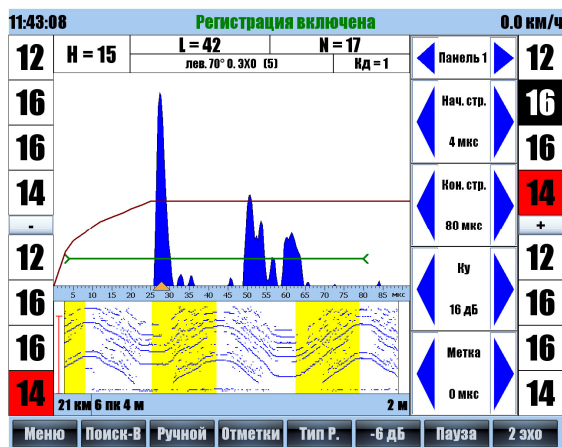 11:43:08 Регистрация включена 0.0 км/ч
12 H = 15 L = 42 N = 17 Панель 1 12
лев. 70° 0. ЭХО (5) Кд = 1
16 Нач. стр. 16
16 4 мкс 16
14 Кон. стр. 14
- 80 мкс +
12 Ку 12
16 16 дБ 16
5 10 15 20 25 30 35 40 45 50 55 60 65 70 75 80 85 мкс
16 Метка 16
14 0 мкс 14
21 км 6 пк 4 м 2 м
Меню Поиск-В Ручной Отметки Тип Р. -6 дБ Пауза 2 эхо